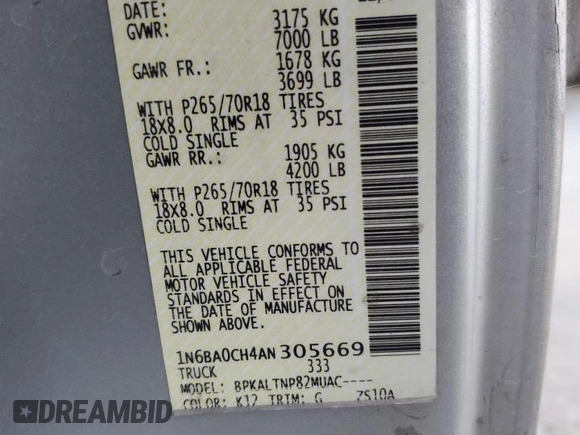 DATE:
GVWR: 3175 KG
7000 LB
GAWR FR.: 1678 KG
3699 LB
WITH P265/70R18 TIRES
18X8.0 RIMS AT 35 PSI
COLD SINGLE
GAWR RR.: 1905 KG
4200 LB
WITH P265/70R18 TIRES
18X8.0 RIMS AT 35 PSI
COLD SINGLE
THIS VEHICLE CONFORMS TO
ALL APPLICABLE FEDERAL
MOTOR VEHICLE SAFETY
STANDARDS IN EFFECT ON
THE DATE OF MANUFACTURE
SHOWN ABOVE.
1N6BA0CH4AN305669
TRUCK 333
MODEL: BPKALTNP82MUAC----
COLOR: K12 TRIM: G ZS10A
DREAMBID
AUTO AUCTIONS